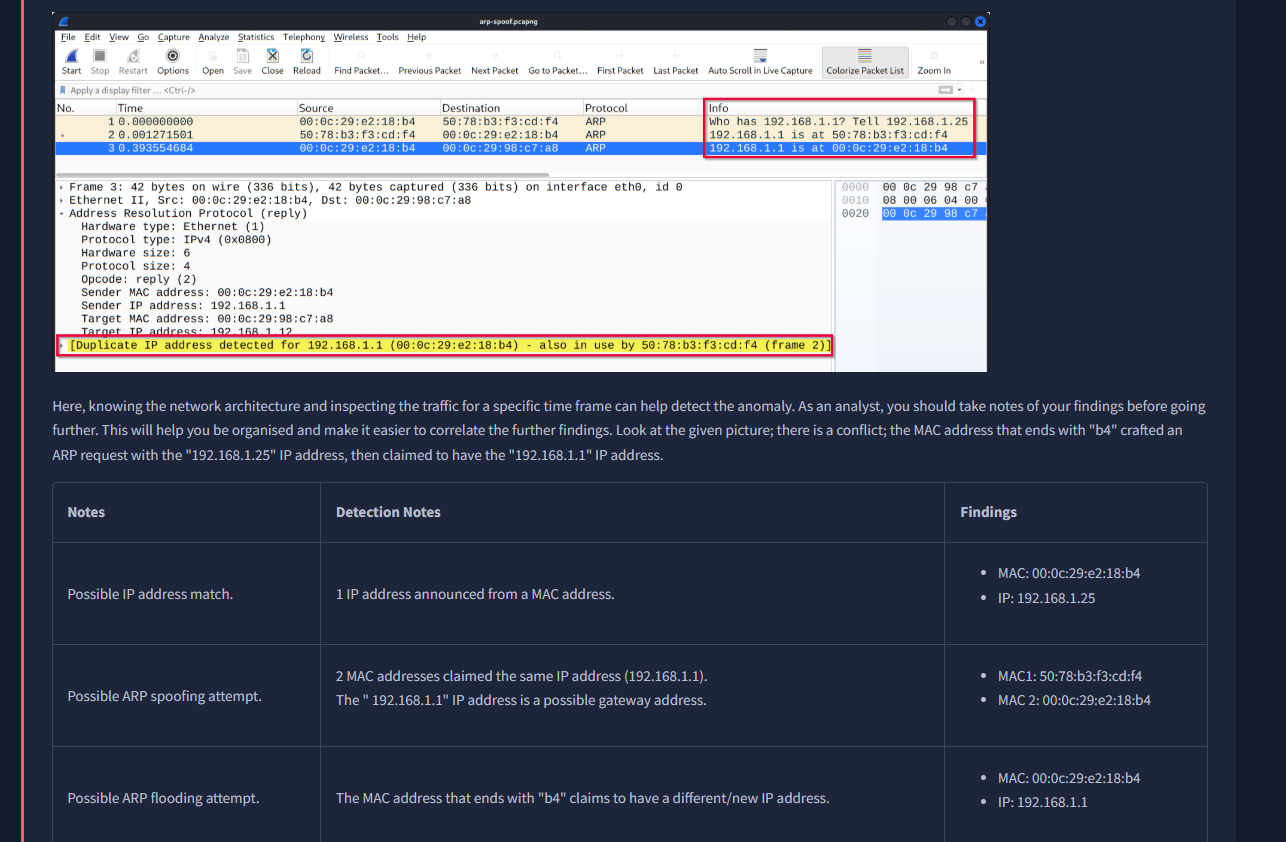 arp-spoof.pcapng
File Edit View Go Capture Analyze Statistics Telephony Wireless Tools Help
Start Stop Restart Options Open Save Close Reload Find Packet... Previous Packet Next Packet Go to Packet... First Packet Last Packet Auto Scroll in Live Capture Colorize Packet List Zoom In »
Apply a display filter ... <Ctrl-/>
No. Time Source Destination Protocol Info
1 0.000000000 00:0c:29:e2:18:b4 50:78:b3:f3:cd:f4 ARP Who has 192.168.1.1? Tell 192.168.1.25
2 0.001271501 50:78:b3:f3:cd:f4 00:0c:29:e2:18:b4 ARP 192.168.1.1 is at 50:78:b3:f3:cd:f4
3 0.393554684 00:0c:29:e2:18:b4 00:0c:29:98:c7:a8 ARP 192.168.1.1 is at 00:0c:29:e2:18:b4
Frame 3: 42 bytes on wire (336 bits), 42 bytes captured (336 bits) on interface eth0, id 0
Ethernet II, Src: 00:0c:29:e2:18:b4, Dst: 00:0c:29:98:c7:a8
Address Resolution Protocol (reply)
Hardware type: Ethernet (1)
Protocol type: IPv4 (0x0800)
Hardware size: 6
Protocol size: 4
Opcode: reply (2)
Sender MAC address: 00:0c:29:e2:18:b4
Sender IP address: 192.168.1.1
Target MAC address: 00:0c:29:98:c7:a8
Target IP address: 192.168.1.12
[Duplicate IP address detected for 192.168.1.1 (00:0c:29:e2:18:b4) - also in use by 50:78:b3:f3:cd:f4 (frame 2)]
0000 00 0c 29 98 c7
0010 08 00 06 04 00
0020 00 0c 29 98 c7
Here, knowing the network architecture and inspecting the traffic for a specific time frame can help detect the anomaly. As an analyst, you should take notes of your findings before going
further. This will help you be organised and make it easier to correlate the further findings. Look at the given picture; there is a conflict; the MAC address that ends with "b4" crafted an
ARP request with the "192.168.1.25" IP address, then claimed to have the "192.168.1.1" IP address.
Notes Detection Notes Findings
Possible IP address match.
1 IP address announced from a MAC address.
• MAC: 00:0c:29:e2:18:b4
• IP: 192.168.1.25
Possible ARP spoofing attempt.
2 MAC addresses claimed the same IP address (192.168.1.1).
The " 192.168.1.1" IP address is a possible gateway address.
• MAC1: 50:78:b3:f3:cd:f4
• MAC 2: 00:0c:29:e2:18:b4
Possible ARP flooding attempt.
The MAC address that ends with "b4" claims to have a different/new IP address.
• MAC: 00:0c:29:e2:18:b4
• IP: 192.168.1.1